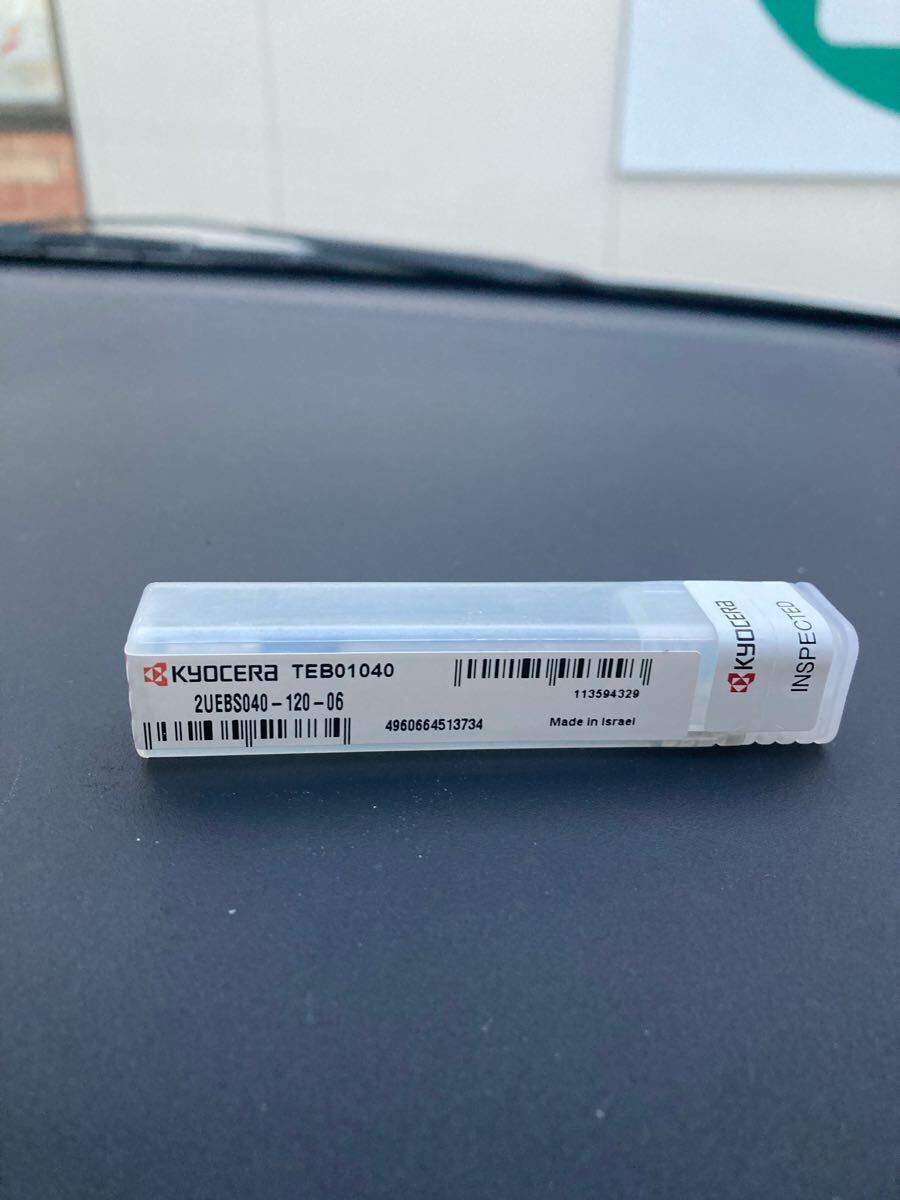 KYOCERA TEB01040
2UEBS040-120-06
113594329
4960664513734
Made in Israel
KYOCERA
INSPECTED